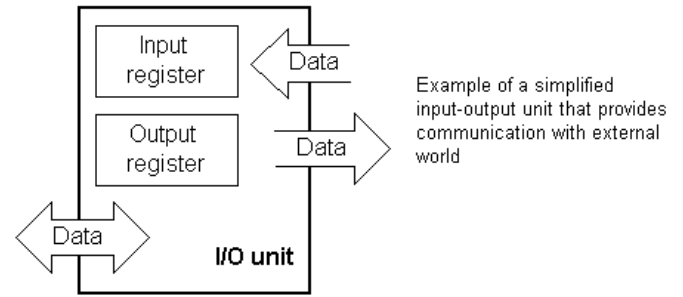 Input
register
Data
Output
register
Data
Data
I/O unit
Example of a simplified
input-output unit that provides
communication with external
world